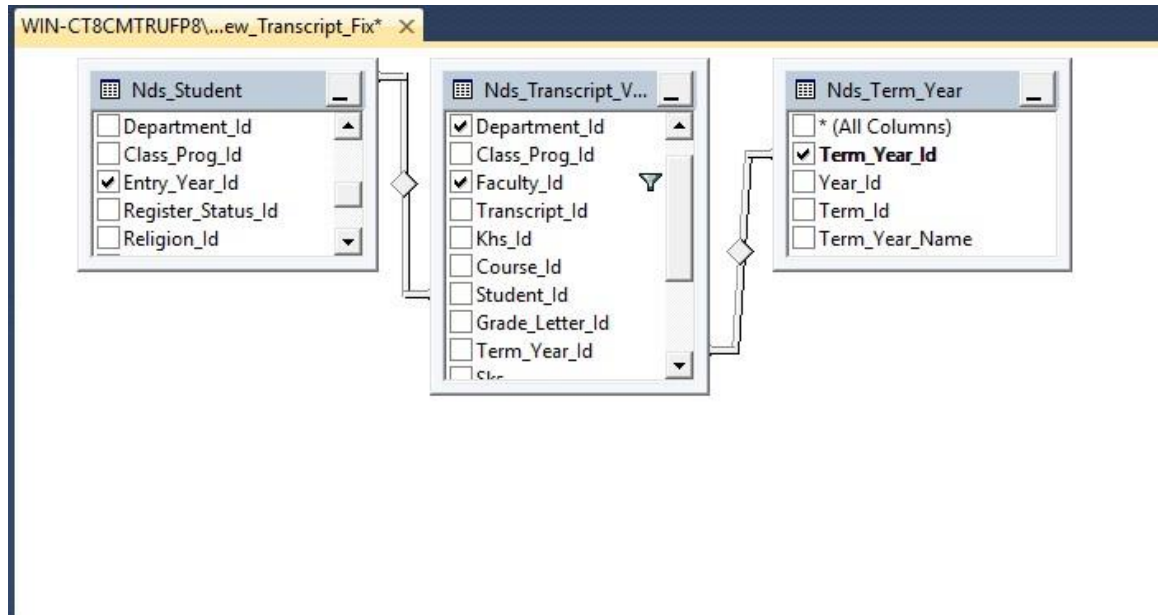 WIN-CT8CMTRUFP8\...ew_Transcript_Fix*
Nds_Student
Department_Id
Class_Prog_Id
Entry_Year_Id
Register_Status_Id
Religion_Id
Nds_Transcript_V...
Department_Id
Class_Prog_Id
Faculty_Id
Transcript_Id
Khs_Id
Course_Id
Student_Id
Grade_Letter_Id
Term_Year_Id
Nds_Term_Year
* (All Columns)
Term_Year_Id
Year_Id
Term_Id
Term_Year_Name